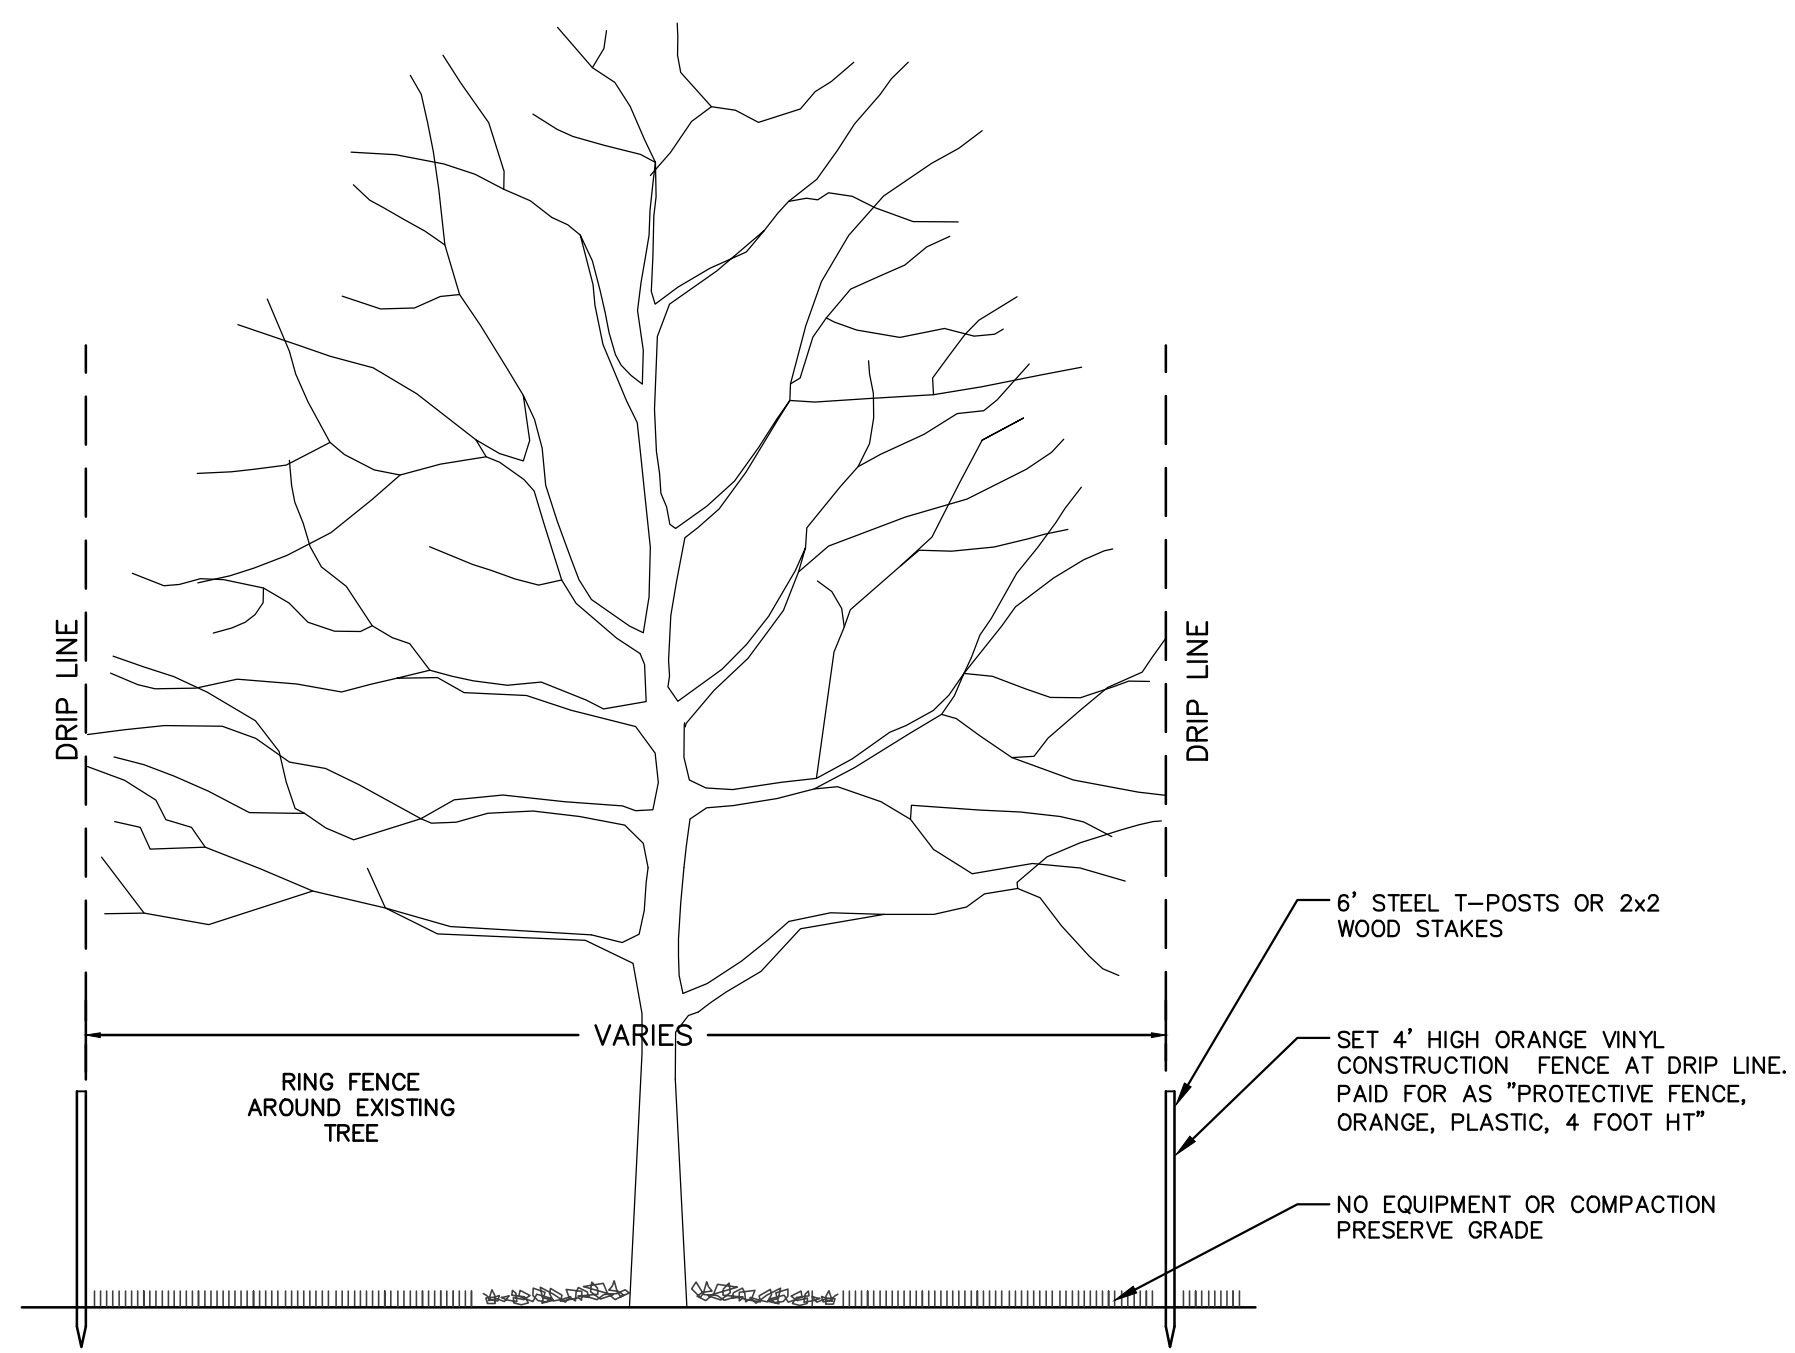 DRIP LINE
DRIP LINE
6' STEEL T–POSTS OR 2x2
WOOD STAKES
VARIES
SET 4' HIGH ORANGE VINYL
CONSTRUCTION FENCE AT DRIP LINE.
PAID FOR AS "PROTECTIVE FENCE,
ORANGE, PLASTIC, 4 FOOT HT"
RING FENCE
AROUND EXISTING
TREE
NO EQUIPMENT OR COMPACTION
PRESERVE GRADE